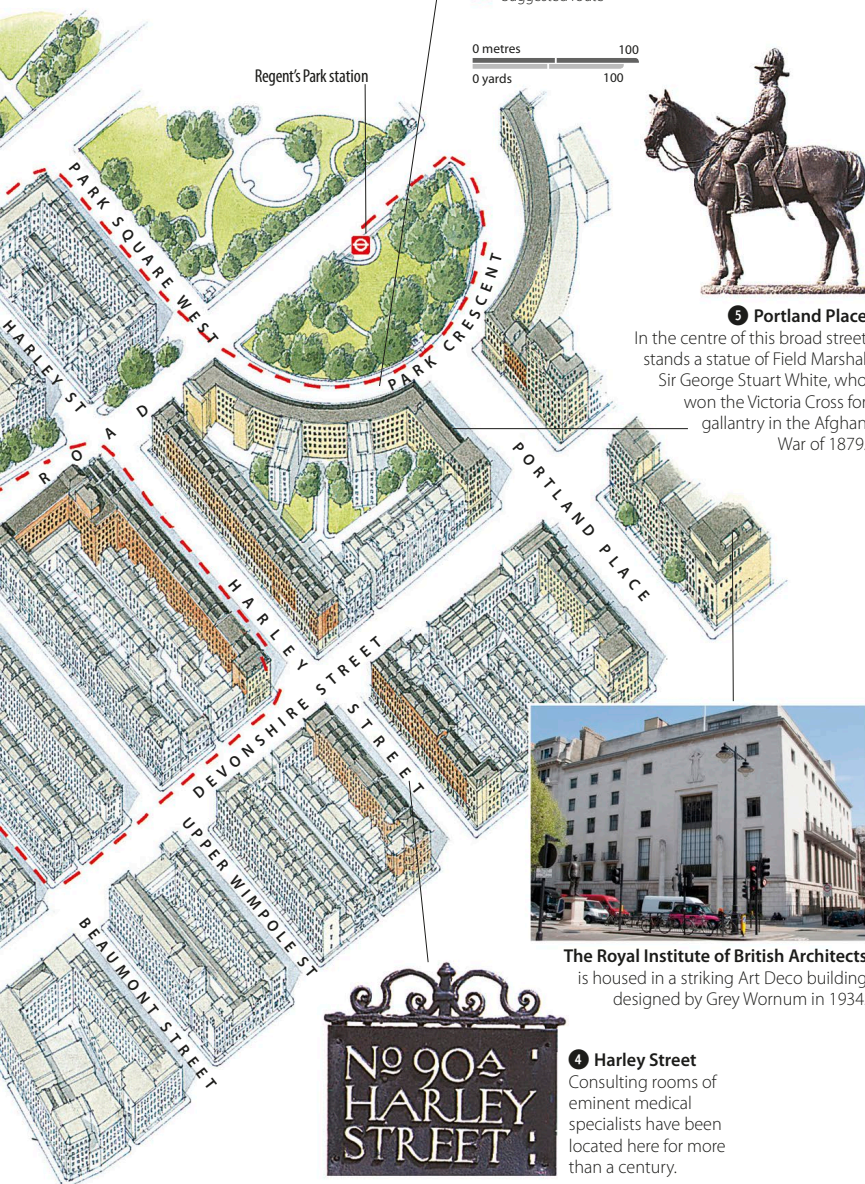 Suggested route
0 metres 100
0 yards 100
Regent's Park station
PARK SQUARE WEST
HARLEY ST
PARK CRESCENT
ROAD
PORTLAND PLACE
HARLEY
STREET
DEVONSHIRE STREET
UPPER WIMPOLE ST
BEAUMONT STREET
5 Portland Place
In the centre of this broad street
stands a statue of Field Marshal
Sir George Stuart White, who
won the Victoria Cross for
gallantry in the Afghan
War of 1879.
The Royal Institute of British Architects
is housed in a striking Art Deco building
designed by Grey Wornum in 1934
No 90A
HARLEY
STREET
4 Harley Street
Consulting rooms of
eminent medical
specialists have been
located here for more
than a century.